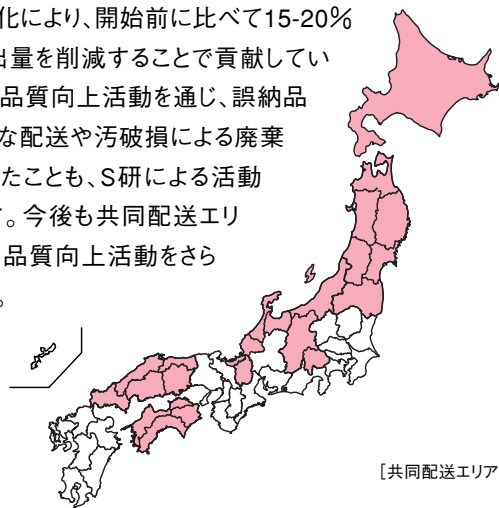 化により、開始前に比べて15-20％
出量を削減することで貢献してい
品質向上活動を通じ、誤納品
な配送や汚破損による廃棄
たことも、S研による活動
。今後も共同配送エリ
品質向上活動をさら
。
［共同配送エリア